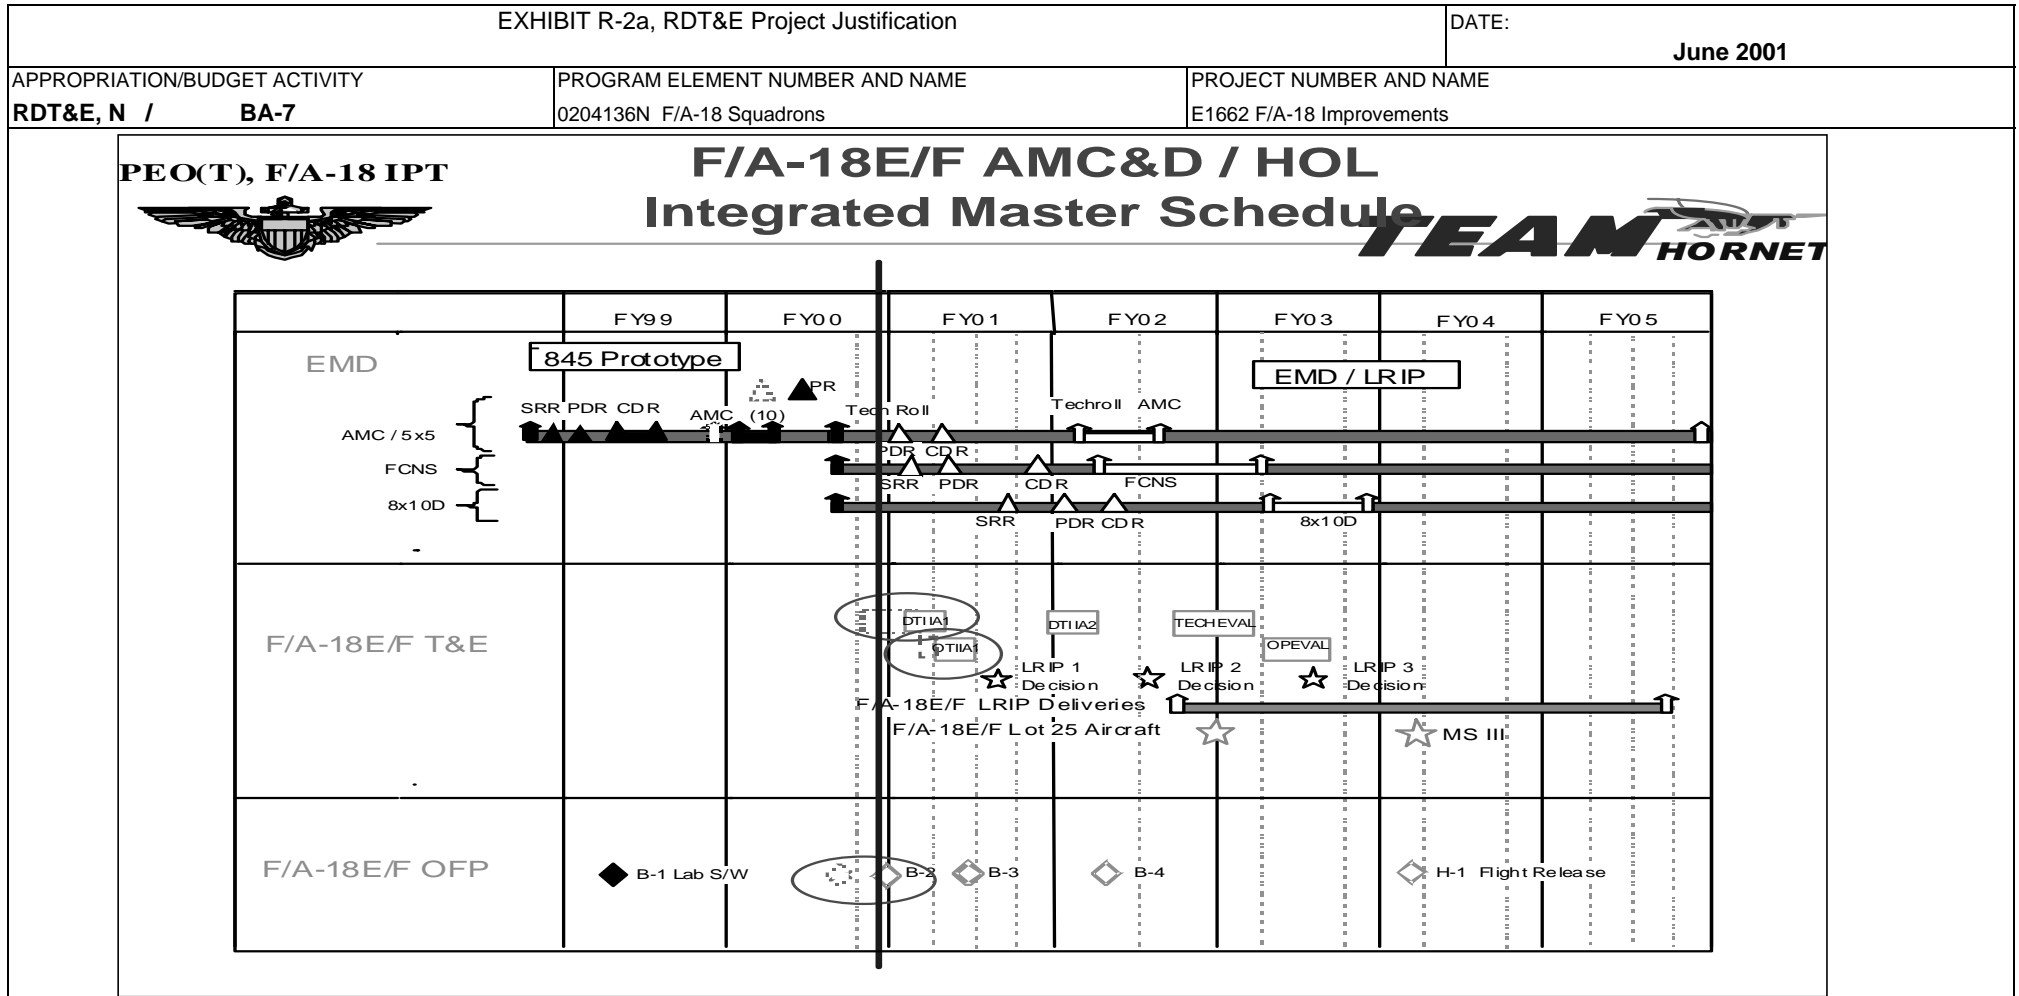 EXHIBIT R-2a, RDT&E Project Justification
DATE:
June 2001
APPROPRIATION/BUDGET ACTIVITY
PROGRAM ELEMENT NUMBER AND NAME
PROJECT NUMBER AND NAME
RDT&E, N / BA-7
0204136N F/A-18 Squadrons
E1662 F/A-18 Improvements
PEO(T), F/A-18 IPT
F/A-18E/F AMC&D / HOL
Integrated Master Schedule
TEAM
HORNET
FY99 FY00 FY01 FY02 FY03 FY04 FY05
EMD
845 Prototype
EMD / LRIP
PR
SRR PDR CDR
AMC (10)
Tech Roll
Techroll AMC
AMC / 5x5
PDR CDR
FCNS
SRR PDR CDR FCNS
8x10D
SRR PDR CDR 8x10D
F/A-18E/F T&E
DTIIA1
DTIIA2
TECHEVAL
OTIIA1
OPEVAL
LRIP 1
Decision
LRIP 2
Decision
LRIP 3
Decision
F/A-18E/F LRIP Deliveries
F/A-18E/F Lot 25 Aircraft
MS III
F/A-18E/F OFP
B-1 Lab S/W
B-2
B-3
B-4
H-1 Flight Release